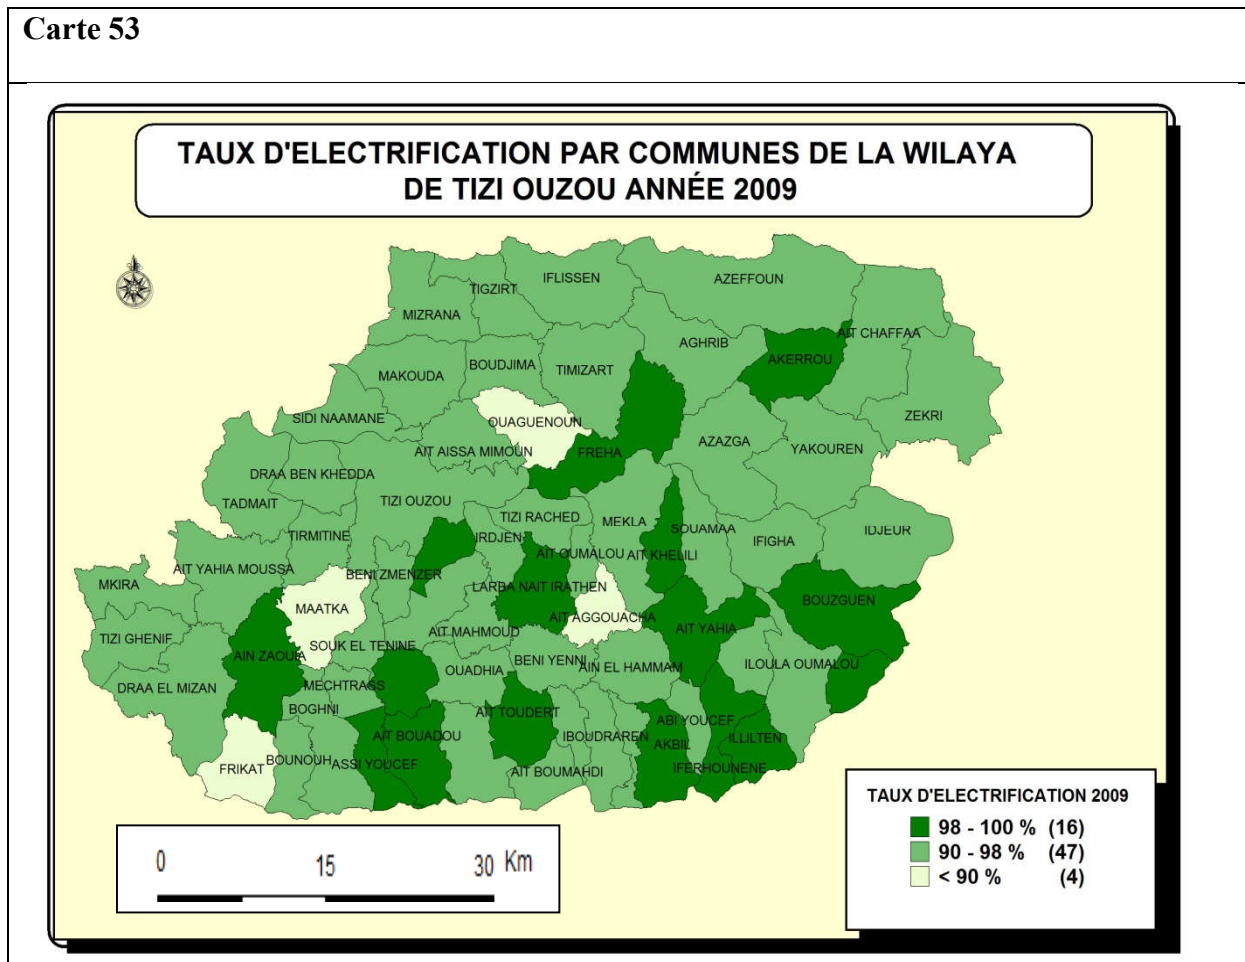 Carte 53
TAUX D'ELECTRIFICATION PAR COMMUNES DE LA WILAYA
DE TIZI OUZOU ANNÉE 2009
IFLISSEN
AZEFFOUN
TIGZIRT
MIZRANA
AIT CHAFFAA
AGHRIB
AKERROU
BOUDJIMA
TIMIZART
MAKOUDA
ZEKRI
SIDI NAAMANE
OUAGUENOUN
AZAZGA
YAKOUREN
AIT AISSA MIMOUN
FREHA
DRAA BEN KHEDDA
TADMAIT
TIZI OUZOU
TIZI RACHED
MEKLA
SOUAMAA
IDJEUR
TIRMITINE
IRDJEN
IFIGHA
AIT OUMALOU
AIT KHELILI
AIT YAHIA MOUSSA
BENI ZMENZER
MKIRA
LARBA NAIT IRATHEN
BOUZGUEN
MAATKA
AIT AGGOUACHA
AIT YAHIA
AIT MAHMOUD
TIZI GHENIF
SOUK EL TENINE
AIN ZAOUIA
BENI YENNI
AIN EL HAMMAM
ILOULA OUMALOU
OUADHIA
DRAA EL MIZAN
MECHTRASS
BOGHNI
AIT TOUDERT
ABI YOUCEF
AIT BOUADOU
IBOUDRAREN
AKBIL
ILLILTEN
BOUNOUH
ASSI YOUCEF
FRIKAT
AIT BOUMAHDI
IFERHOUNENE
TAUX D'ELECTRIFICATION 2009
98 - 100 % (16)
90 - 98 % (47)
< 90 % (4)
0 15 30 Km